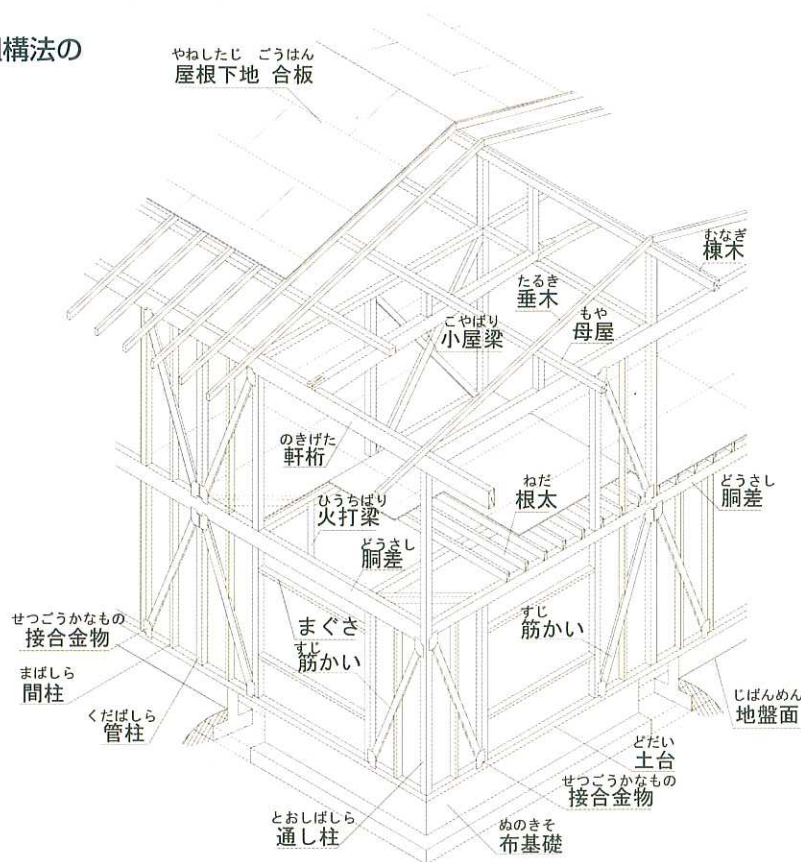 構法の
やねしたじ ごうはん
屋根下地 合板
むなぎ
棟木
たるき
垂木
もや
母屋
こやばり
小屋梁
のきげた
軒桁
ひうちばり
火打梁
ねだ
根太
どうさし
胴差
どうさし
胴差
まぐさ
すじ
筋かい
すじ
筋かい
せつごうかなもの
接合金物
まばしら
間柱
くだばしら
管柱
じばんめん
地盤面
どだい
土台
せつごうかなもの
接合金物
とおしばしら
通し柱
ぬのきそ
布基礎